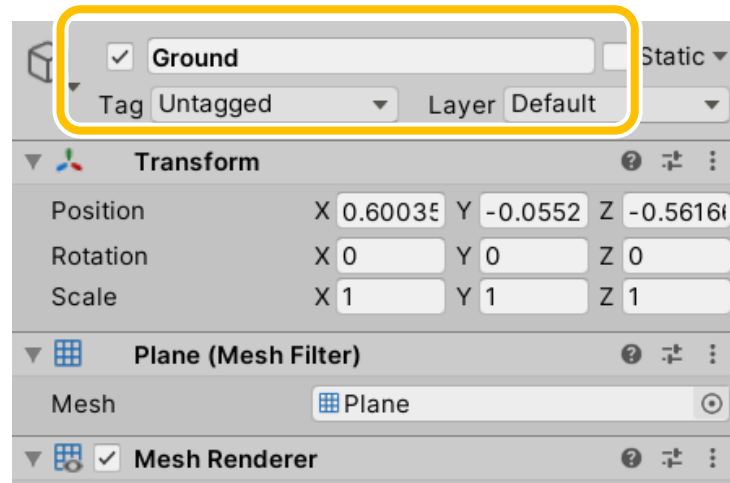 Ground Static
Tag Untagged Layer Default
Transform
Position X 0.60035 Y -0.0552 Z -0.5616
Rotation X 0 Y 0 Z 0
Scale X 1 Y 1 Z 1
Plane (Mesh Filter)
Mesh Plane
Mesh Renderer